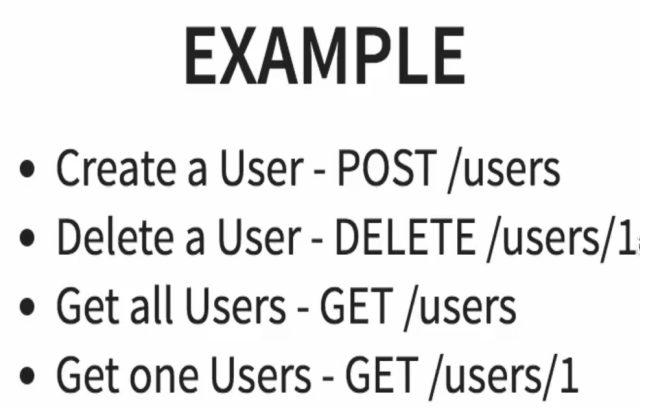 EXAMPLE
• Create a User - POST /users
• Delete a User - DELETE /users/1
• Get all Users - GET /users
• Get one Users - GET /users/1